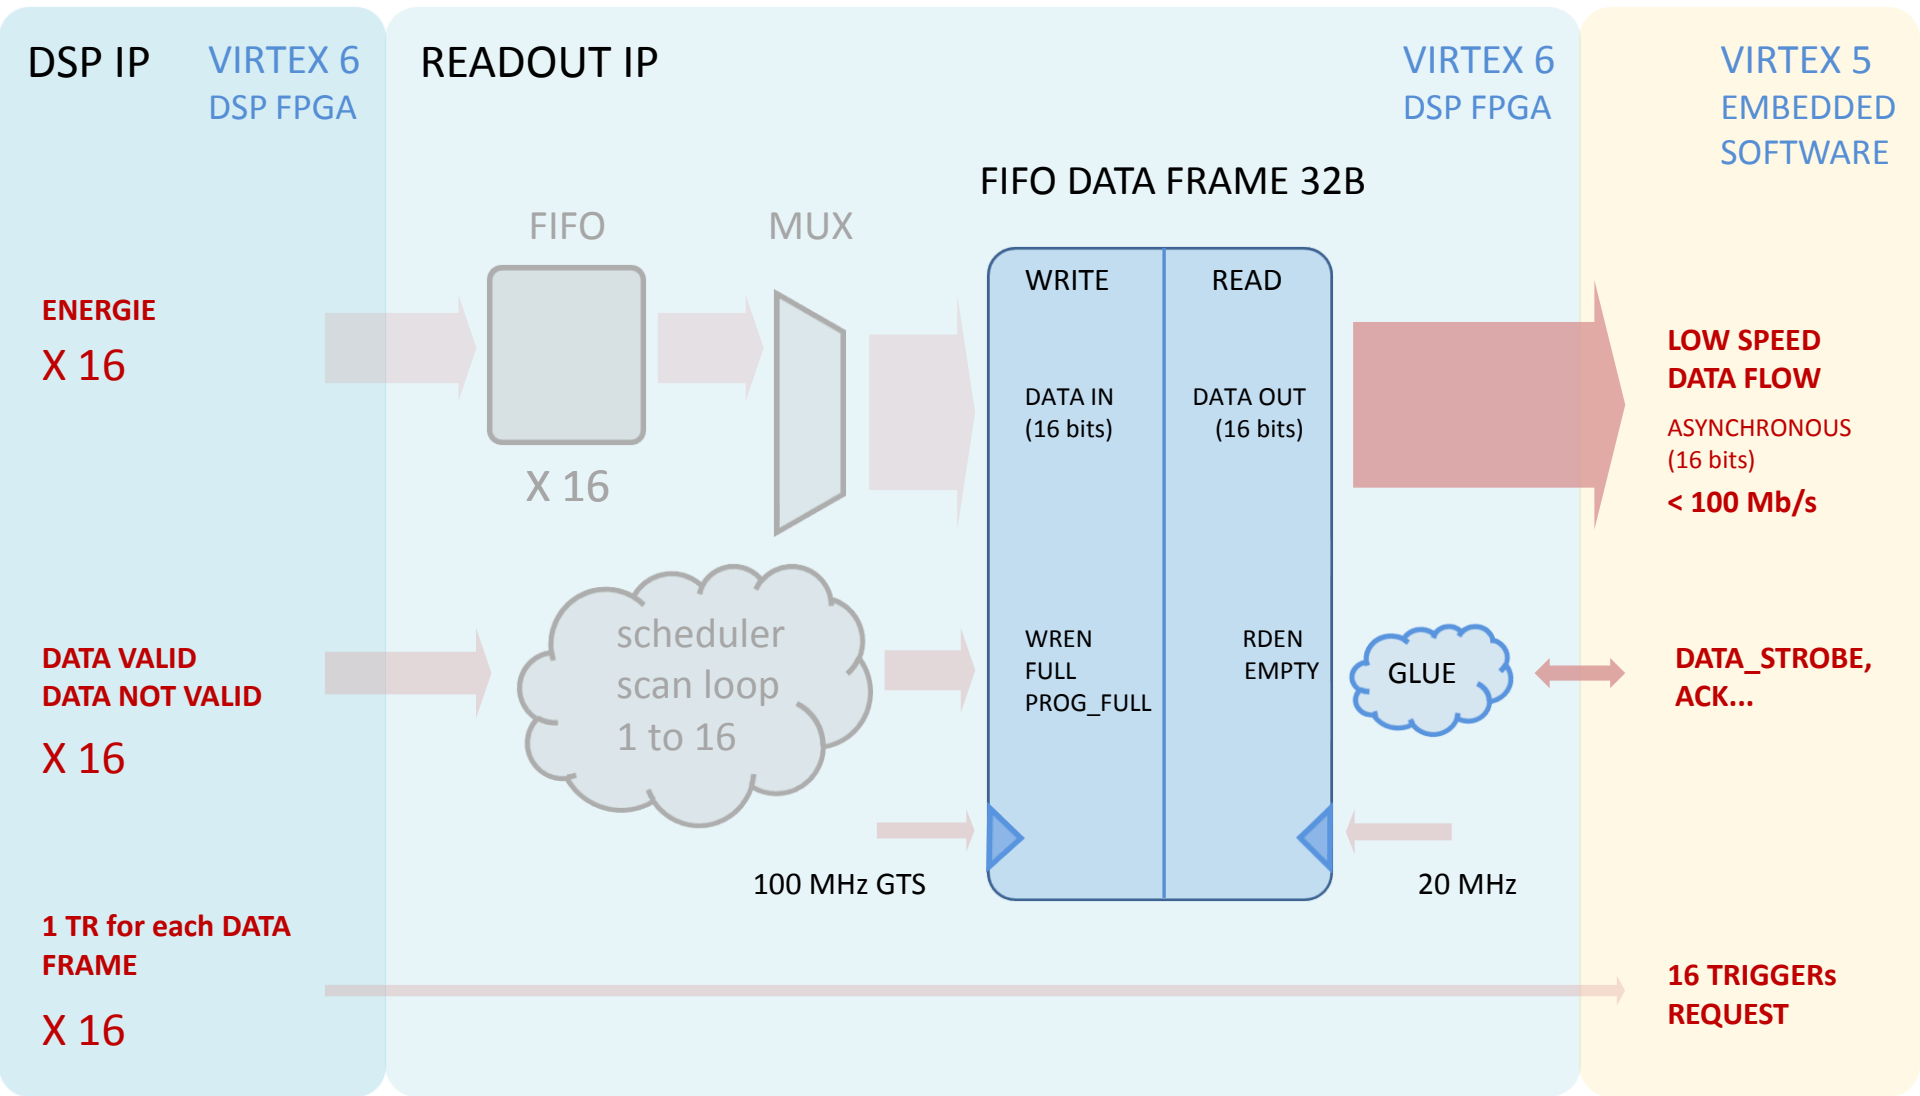 DSP IP
VIRTEX 6
DSP FPGA
READOUT IP
VIRTEX 6
DSP FPGA
VIRTEX 5
EMBEDDED
SOFTWARE
FIFO DATA FRAME 32B
FIFO
MUX
WRITE
READ
ENERGIE
X 16
DATA IN
(16 bits)
DATA OUT
(16 bits)
LOW SPEED
DATA FLOW
ASYNCHRONOUS
(16 bits)
< 100 Mb/s
X 16
DATA VALID
DATA NOT VALID
X 16
scheduler
scan loop
1 to 16
WREN
FULL
PROG_FULL
RDEN
EMPTY
GLUE
DATA_STROBE,
ACK...
100 MHz GTS
20 MHz
1 TR for each DATA
FRAME
X 16
16 TRIGGERs
REQUEST